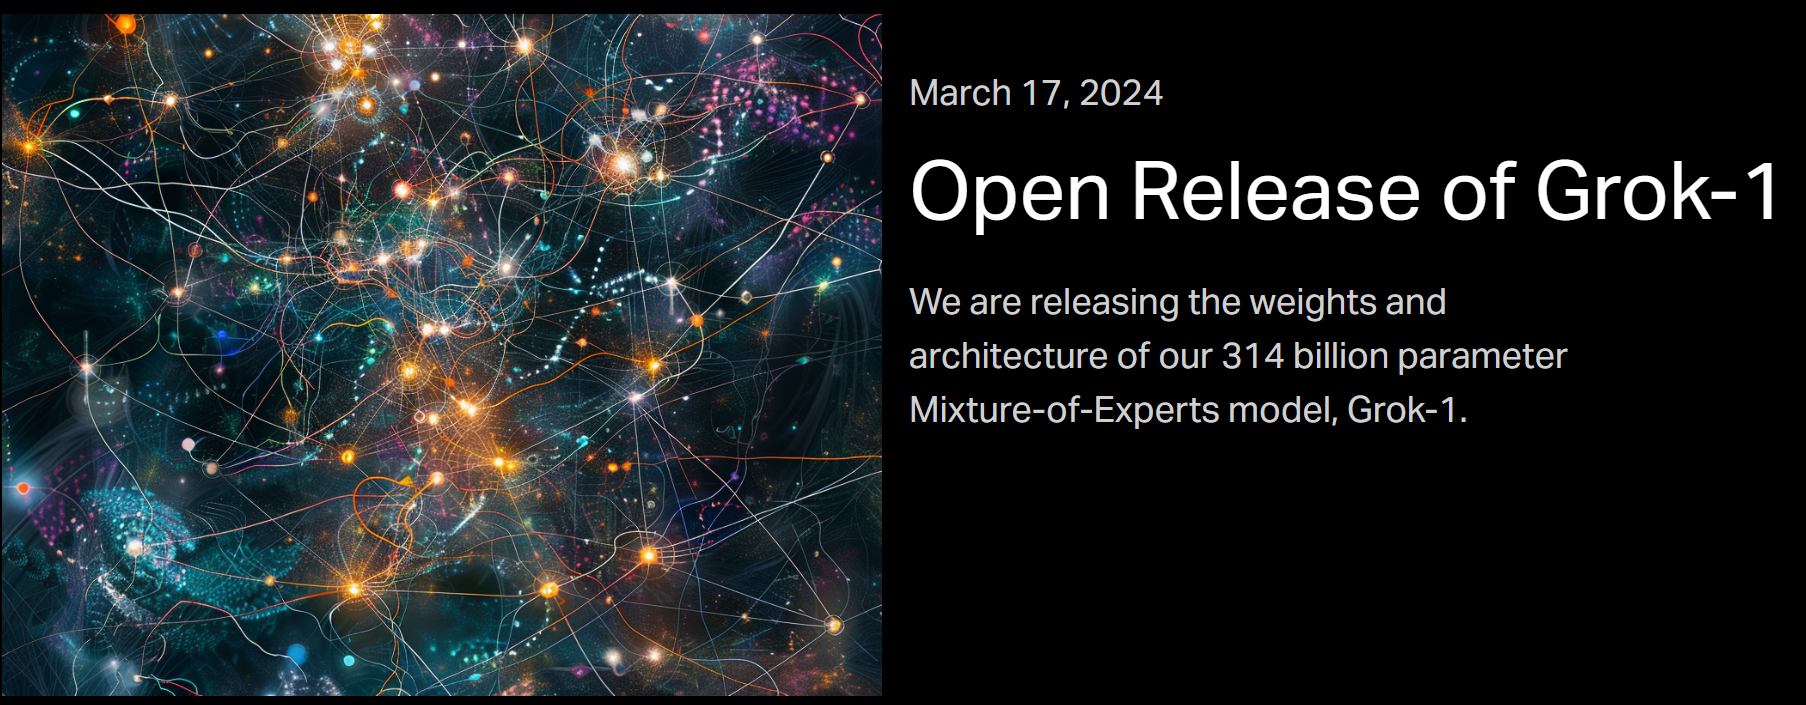 March 17, 2024
Open Release of Grok-1
We are releasing the weights and
architecture of our 314 billion parameter
Mixture-of-Experts model, Grok-1.